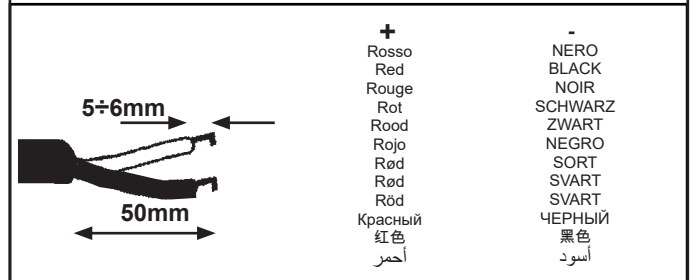 5÷6mm
50mm
+ -
Rosso NERO
Red BLACK
Rouge NOIR
Rot SCHWARZ
Rood ZWART
Rojo NEGRO
Rød SORT
Rød SVART
Röd SVART
Красный ЧЕРНЫЙ
红色 黑色
أحمر أسود